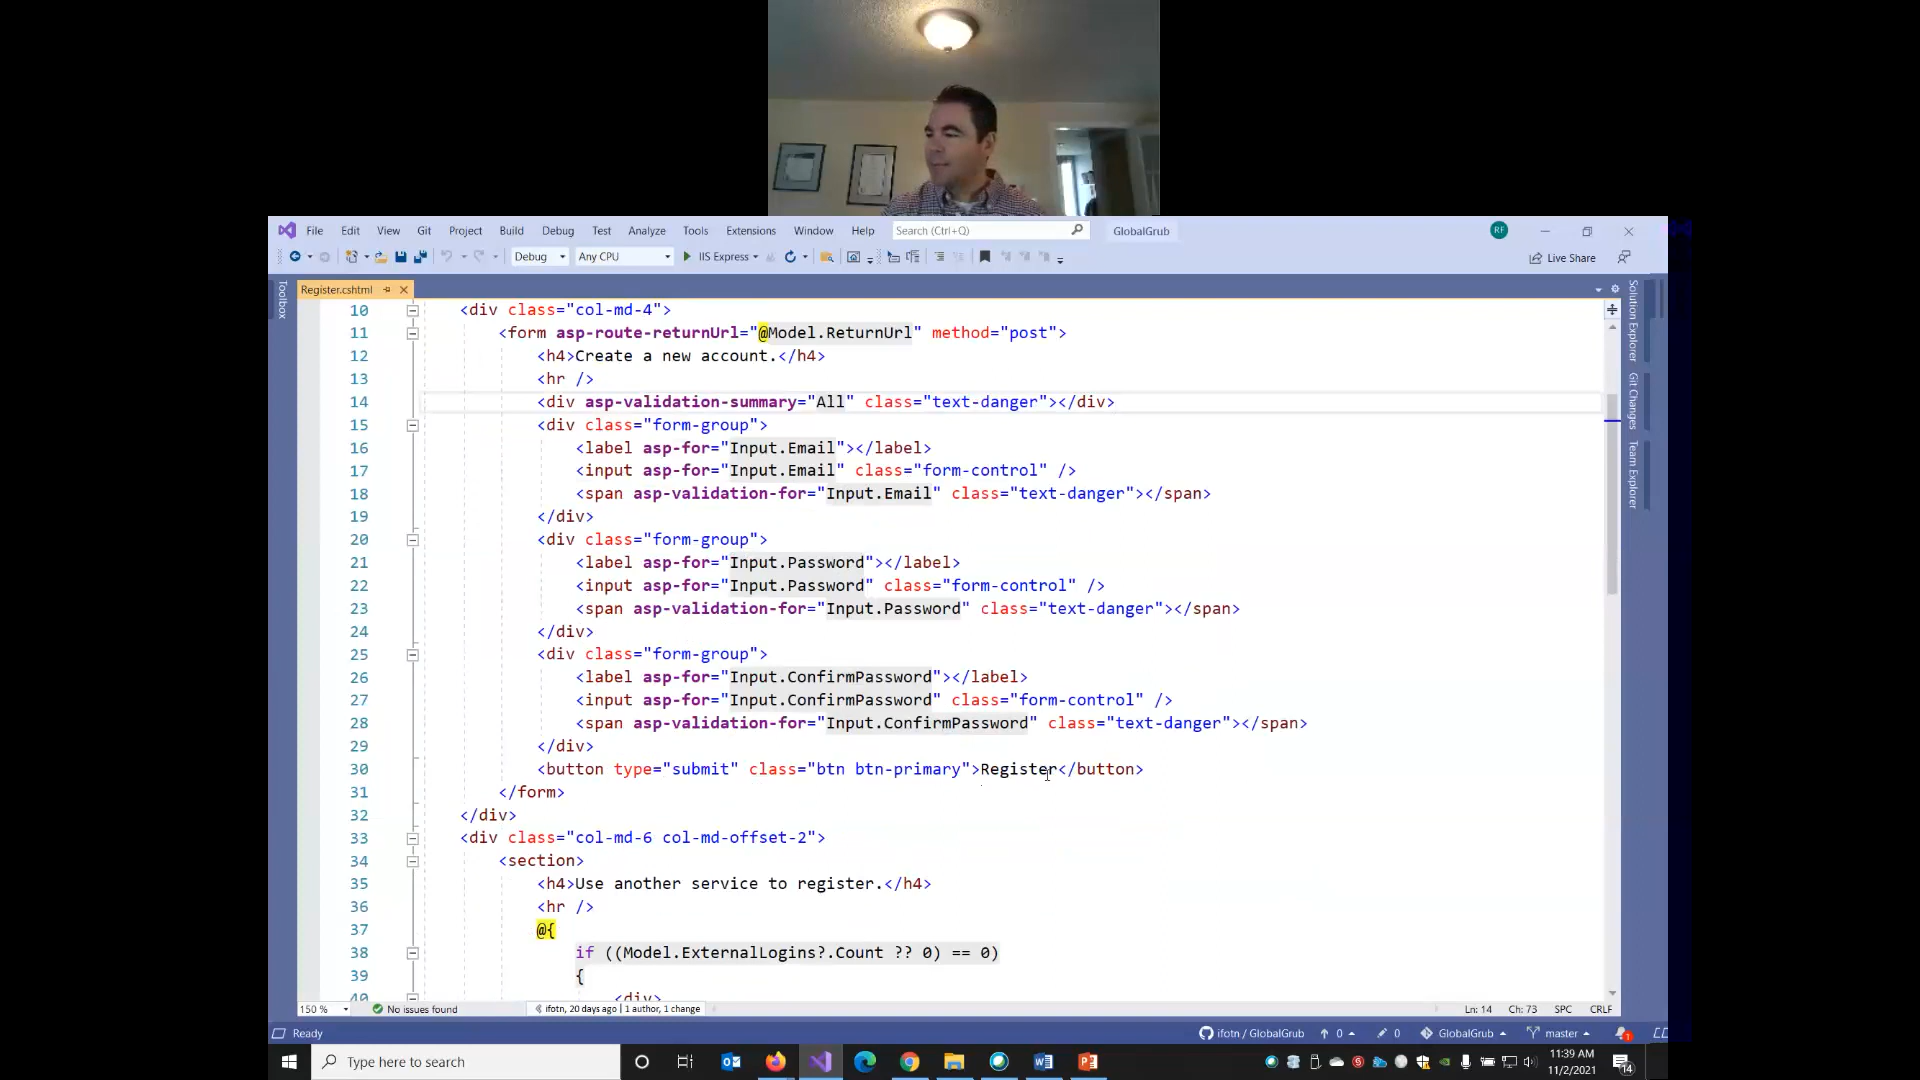 File Edit View Git Project Build Debug Test Analyze Tools Extensions Window Help Search (Ctrl+Q) GlobalGrub RF
Debug Any CPU IIS Express Live Share
Toolbox
Register.cshtml
Solution Explorer
Git Changes
Team Explorer
10 <div class="col-md-4">
11 <form asp-route-returnUrl="@Model.ReturnUrl" method="post">
12 <h4>Create a new account.</h4>
13 <hr />
14 <div asp-validation-summary="All" class="text-danger"></div>
15 <div class="form-group">
16 <label asp-for="Input.Email"></label>
17 <input asp-for="Input.Email" class="form-control" />
18 <span asp-validation-for="Input.Email" class="text-danger"></span>
19 </div>
20 <div class="form-group">
21 <label asp-for="Input.Password"></label>
22 <input asp-for="Input.Password" class="form-control" />
23 <span asp-validation-for="Input.Password" class="text-danger"></span>
24 </div>
25 <div class="form-group">
26 <label asp-for="Input.ConfirmPassword"></label>
27 <input asp-for="Input.ConfirmPassword" class="form-control" />
28 <span asp-validation-for="Input.ConfirmPassword" class="text-danger"></span>
29 </div>
30 <button type="submit" class="btn btn-primary">Register</button>
31 </form>
32 </div>
33 <div class="col-md-6 col-md-offset-2">
34 <section>
35 <h4>Use another service to register.</h4>
36 <hr />
37 @{
38 if ((Model.ExternalLogins?.Count ?? 0) == 0)
39 {
40 <div>
150 % No issues found ifotn, 20 days ago | 1 author, 1 change Ln: 14 Ch: 73 SPC CRLF
Ready ifotn / GlobalGrub 0 0 GlobalGrub master 1
Type here to search 11:39 AM
11/2/2021 14